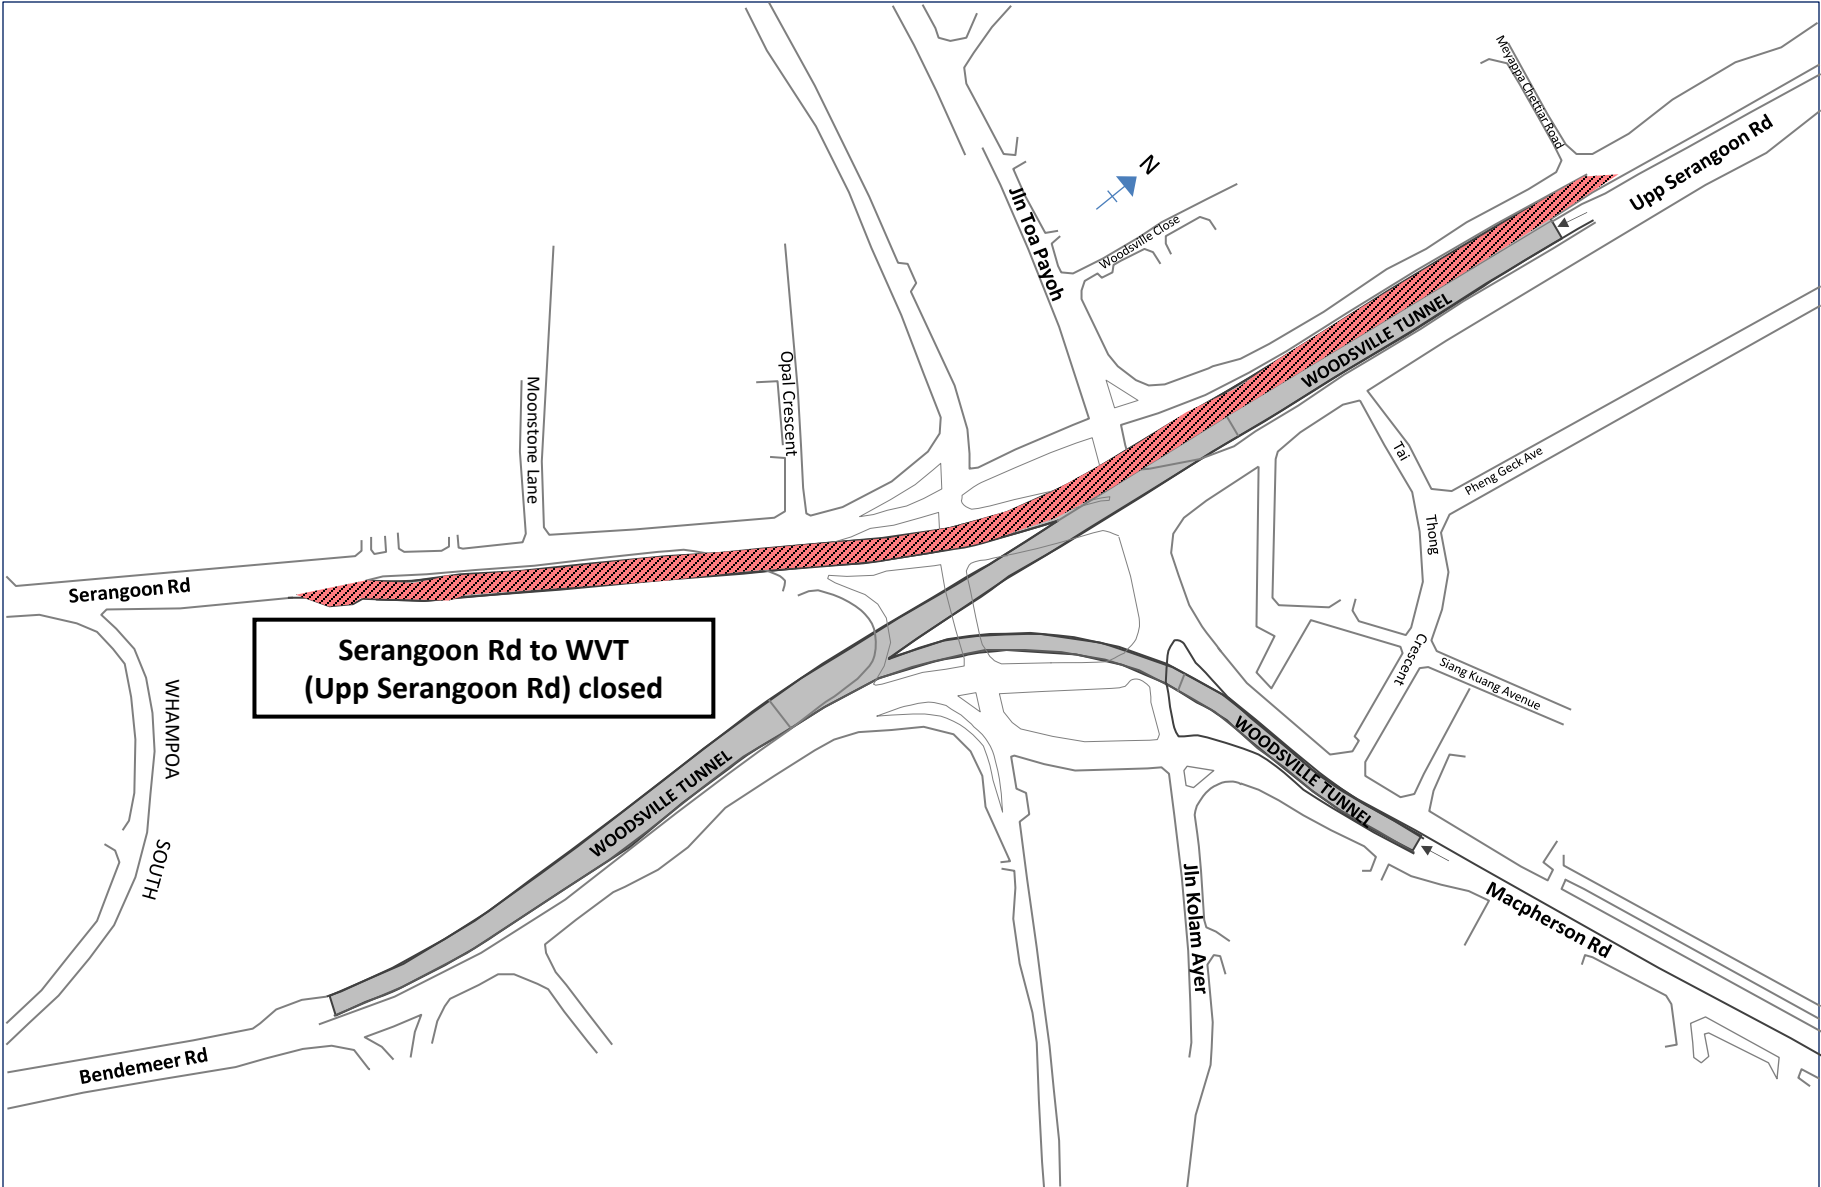 Meyappa Chettiar Road
Upp Serangoon Rd
N
Jln Toa Payoh
Woodsville Close
WOODSVILLE TUNNEL
Moonstone Lane
Opal Crescent
Tai
Thong
Crescent
Pheng Geck Ave
Serangoon Rd
Serangoon Rd to WVT
(Upp Serangoon Rd) closed
Siang Kuang Avenue
WHAMPOA
SOUTH
WOODSVILLE TUNNEL
WOODSVILLE TUNNEL
Jln Kolam Ayer
Macpherson Rd
Bendemeer Rd